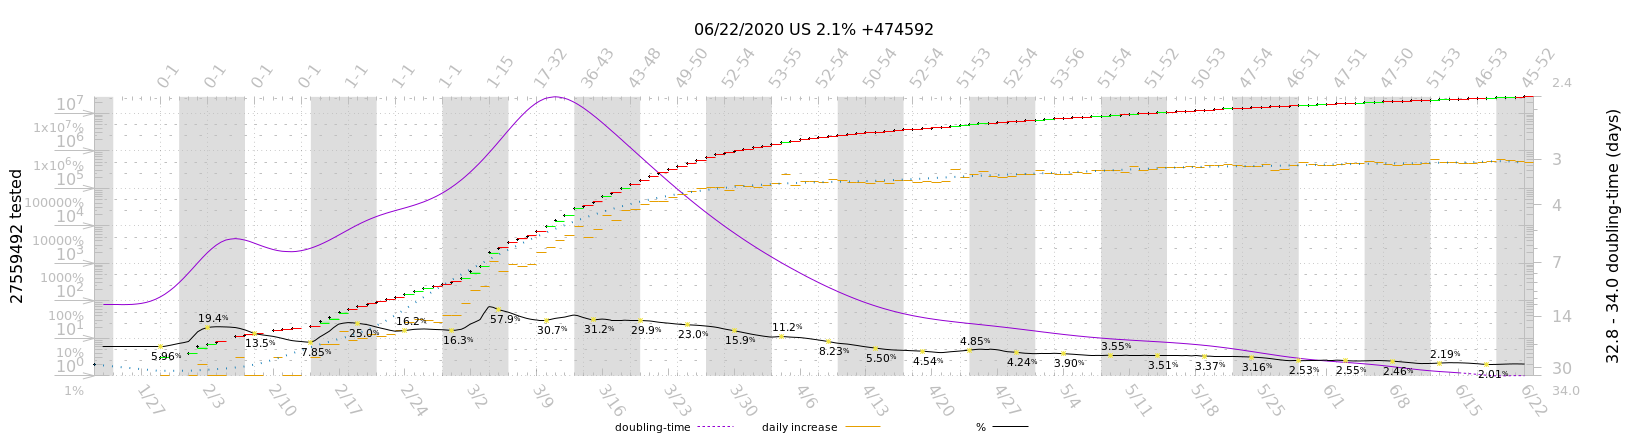 06/22/2020 US 2.1% +474592
0-1 0-1 0-1 0-1 1-1 1-1 1-1 1-15 17-32 36-43 43-48 49-50 52-54 53-55 52-54 50-54 54-52 51-53 52-54 53-56 51-54 51-52 50-53 47-54 46-51 47-51 47-50 51-53 46-53 45-52
27559492 tested
10⁷
1x10⁷%
10⁶
1x10⁶%
10⁵
100000%
10⁴
10000%
10³
1000%
10²
100%
10¹
10%
10⁰
1%
5.96% 19.4% 13.5% 7.85% 25.0% 16.2% 16.3% 57.9% 30.7% 31.2% 29.9% 23.0% 15.9% 11.2% 8.23% 5.50% 4.54% 4.85% 4.24% 3.90% 3.55% 3.51% 3.37% 3.16% 2.53% 2.55% 2.46% 2.19% 2.01%
2.4
3
4
7
14
30
34.0
32.8 - 34.0 doubling-time (days)
1/27 2/3 2/10 2/17 2/24 3/2 3/9 3/16 3/23 3/30 4/6 4/13 4/20 4/27 5/4 5/11 5/18 5/25 6/1 6/8 6/15 6/22
doubling-time daily increase %